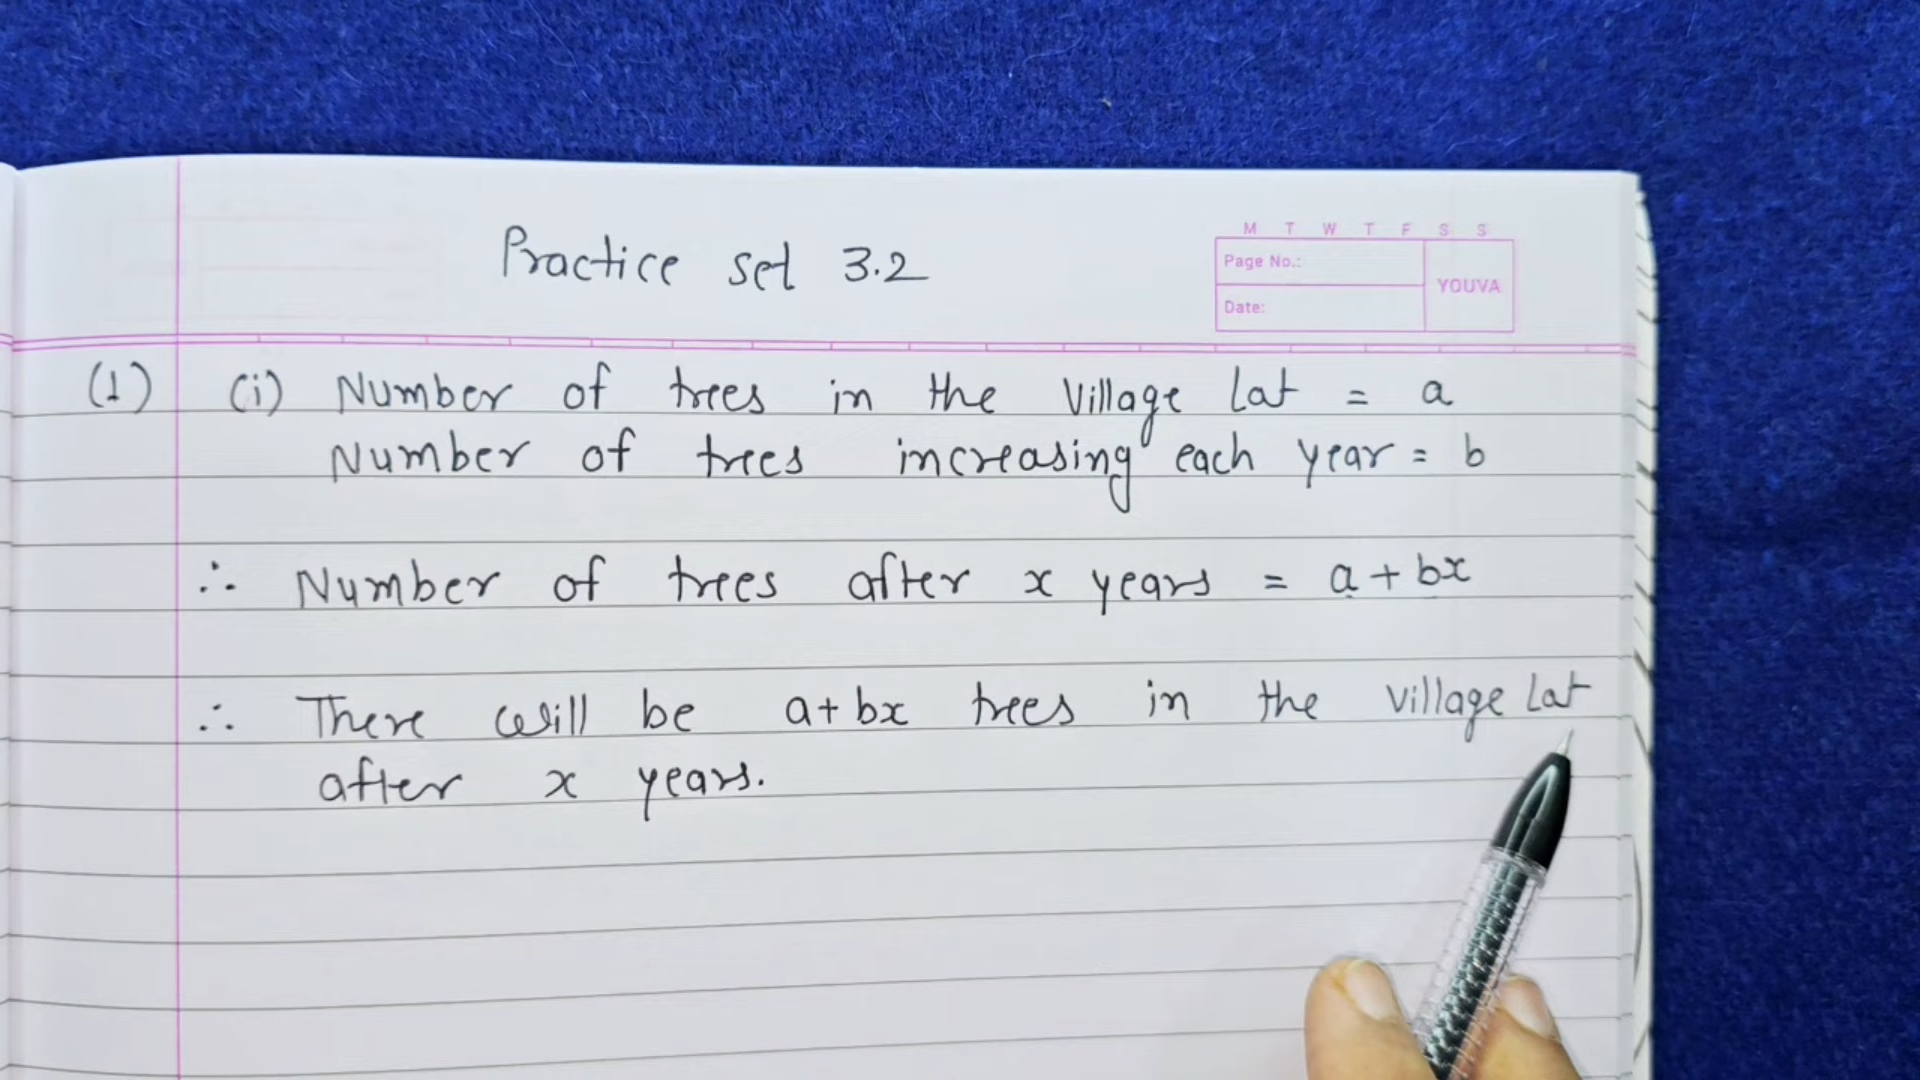 Practice set 3.2
M T W T F S S
Page No.:
YOUVA
Date:
(1) (i) Number of trees in the Village Lat = a
Number of trees increasing each year = b
∴ Number of trees after x years = a + bx
∴ There will be a+bx trees in the village Lat
after x years.